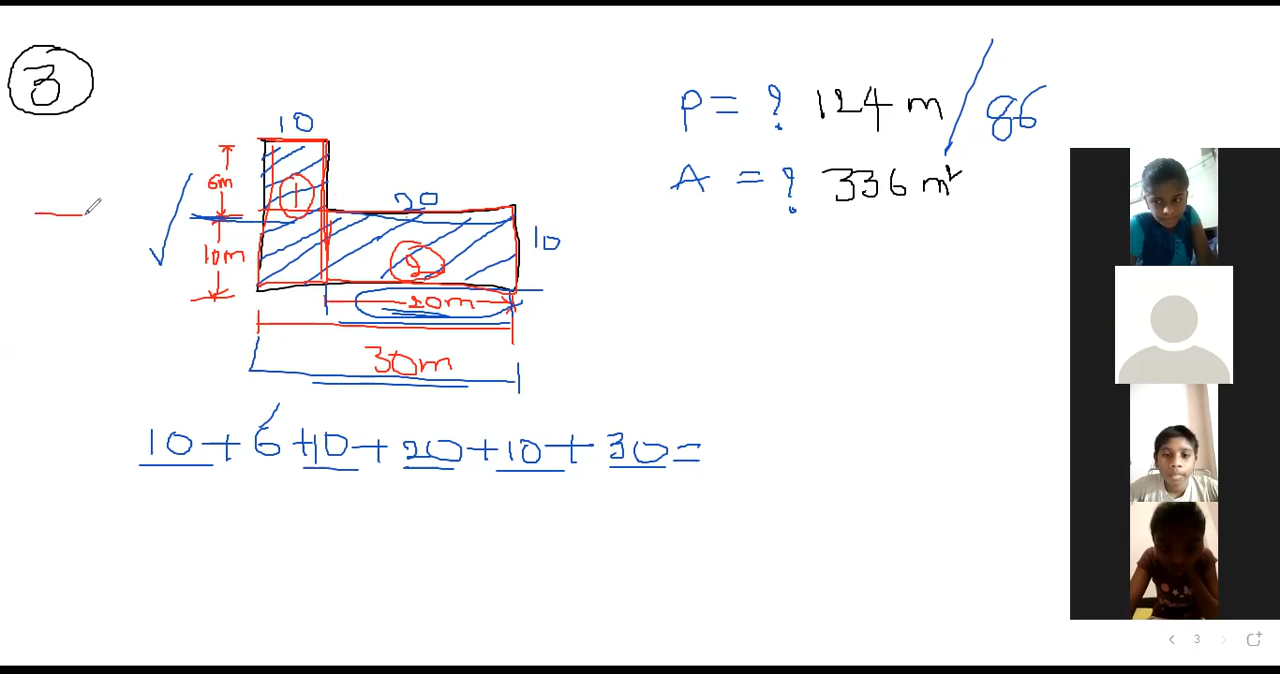 3
P = ? 124 m / 86
A = ? 336 m²
10
6m
1
20
10
10m
2
20m
30m
10 + 6 + 10 + 20 + 10 + 30 =
3